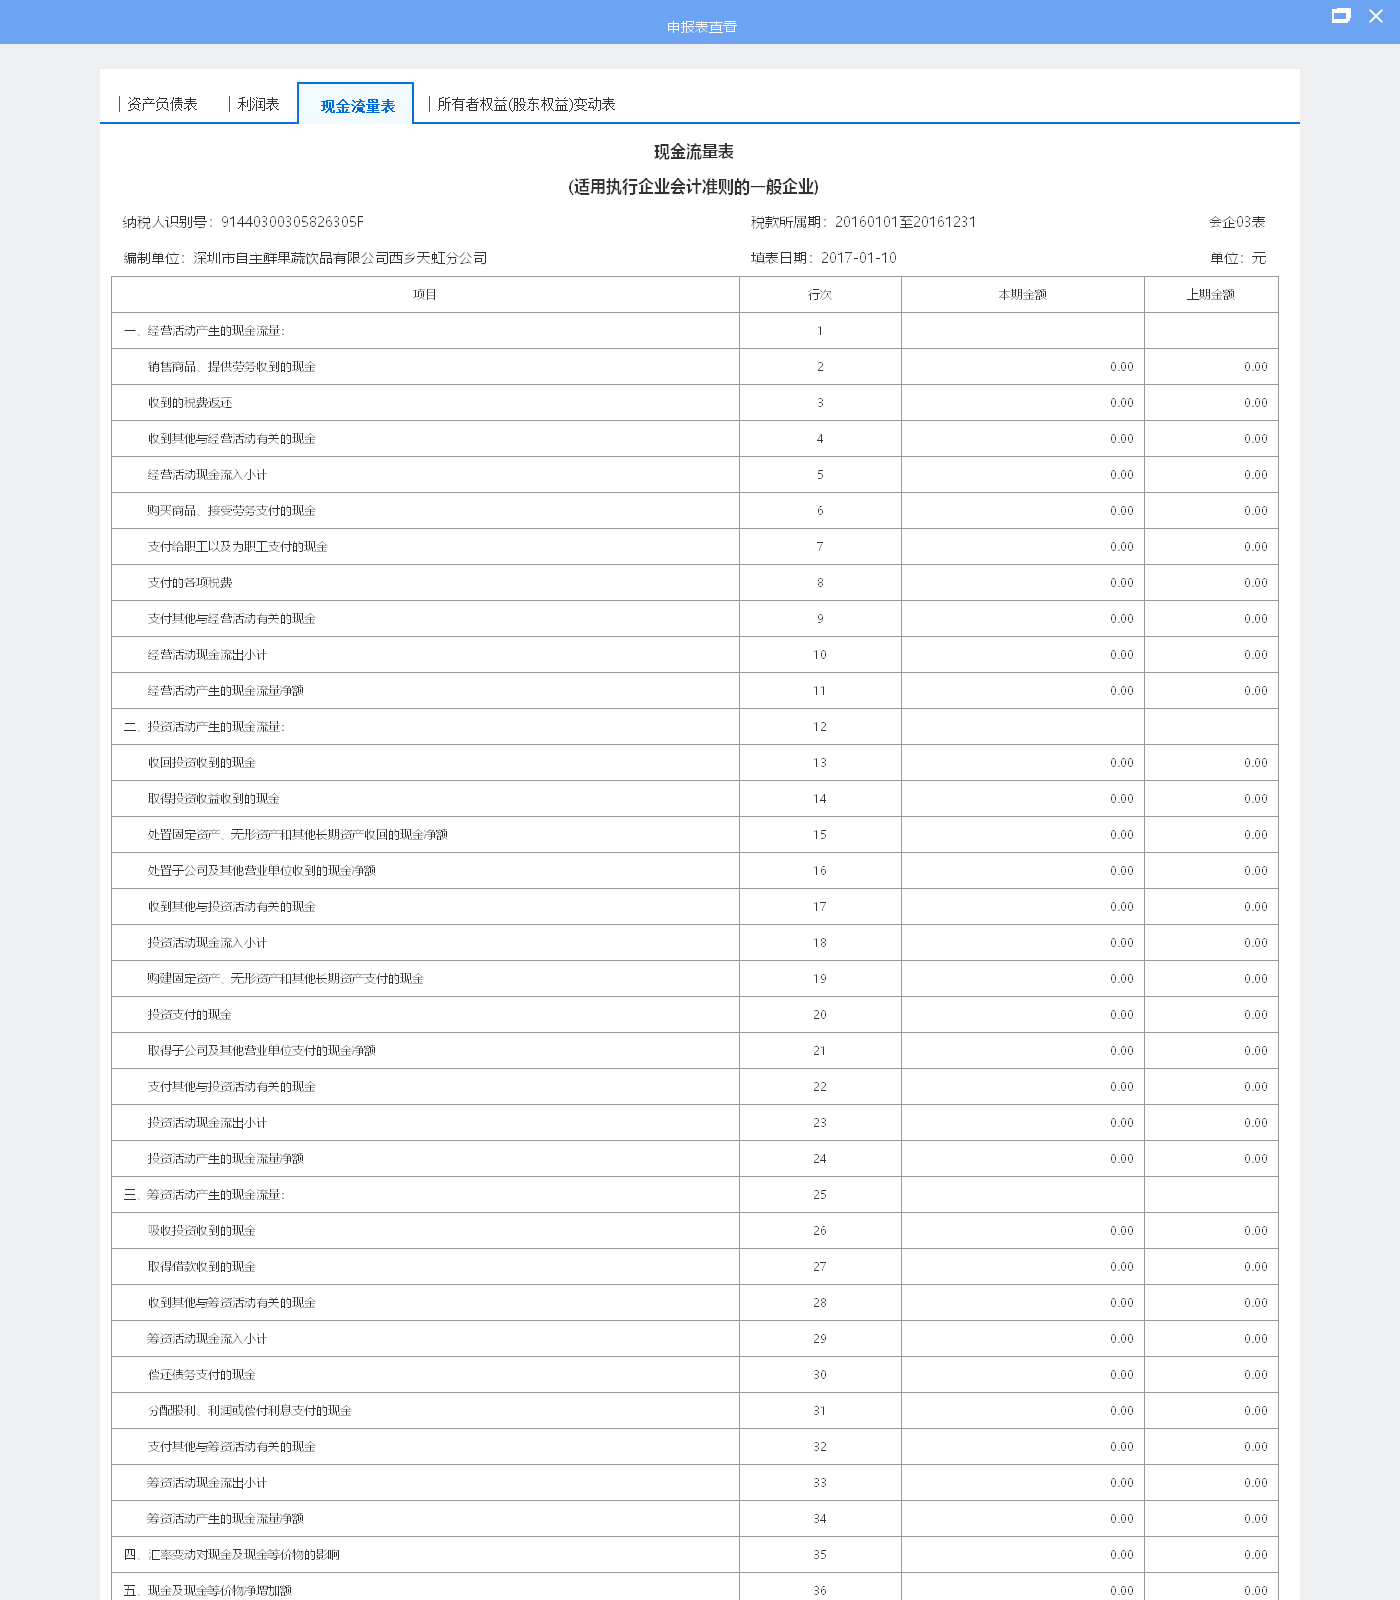 申报表查看
资产负债表 利润表 现金流量表 所有者权益(股东权益)变动表
现金流量表
(适用执行企业会计准则的一般企业)
纳税人识别号：91440300305826305F 税款所属期：20160101至20161231 会企03表
编制单位：深圳市自主鲜果蔬饮品有限公司西乡天虹分公司 填表日期：2017-01-10 单位：元
项目 行次 本期金额 上期金额
一、经营活动产生的现金流量： 1
销售商品、提供劳务收到的现金 2 0.00 0.00
收到的税费返还 3 0.00 0.00
收到其他与经营活动有关的现金 4 0.00 0.00
经营活动现金流入小计 5 0.00 0.00
购买商品、接受劳务支付的现金 6 0.00 0.00
支付给职工以及为职工支付的现金 7 0.00 0.00
支付的各项税费 8 0.00 0.00
支付其他与经营活动有关的现金 9 0.00 0.00
经营活动现金流出小计 10 0.00 0.00
经营活动产生的现金流量净额 11 0.00 0.00
二、投资活动产生的现金流量： 12
收回投资收到的现金 13 0.00 0.00
取得投资收益收到的现金 14 0.00 0.00
处置固定资产、无形资产和其他长期资产收回的现金净额 15 0.00 0.00
处置子公司及其他营业单位收到的现金净额 16 0.00 0.00
收到其他与投资活动有关的现金 17 0.00 0.00
投资活动现金流入小计 18 0.00 0.00
购建固定资产、无形资产和其他长期资产支付的现金 19 0.00 0.00
投资支付的现金 20 0.00 0.00
取得子公司及其他营业单位支付的现金净额 21 0.00 0.00
支付其他与投资活动有关的现金 22 0.00 0.00
投资活动现金流出小计 23 0.00 0.00
投资活动产生的现金流量净额 24 0.00 0.00
三、筹资活动产生的现金流量： 25
吸收投资收到的现金 26 0.00 0.00
取得借款收到的现金 27 0.00 0.00
收到其他与筹资活动有关的现金 28 0.00 0.00
筹资活动现金流入小计 29 0.00 0.00
偿还债务支付的现金 30 0.00 0.00
分配股利、利润或偿付利息支付的现金 31 0.00 0.00
支付其他与筹资活动有关的现金 32 0.00 0.00
筹资活动现金流出小计 33 0.00 0.00
筹资活动产生的现金流量净额 34 0.00 0.00
四、汇率变动对现金及现金等价物的影响 35 0.00 0.00
五、现金及现金等价物净增加额 36 0.00 0.00